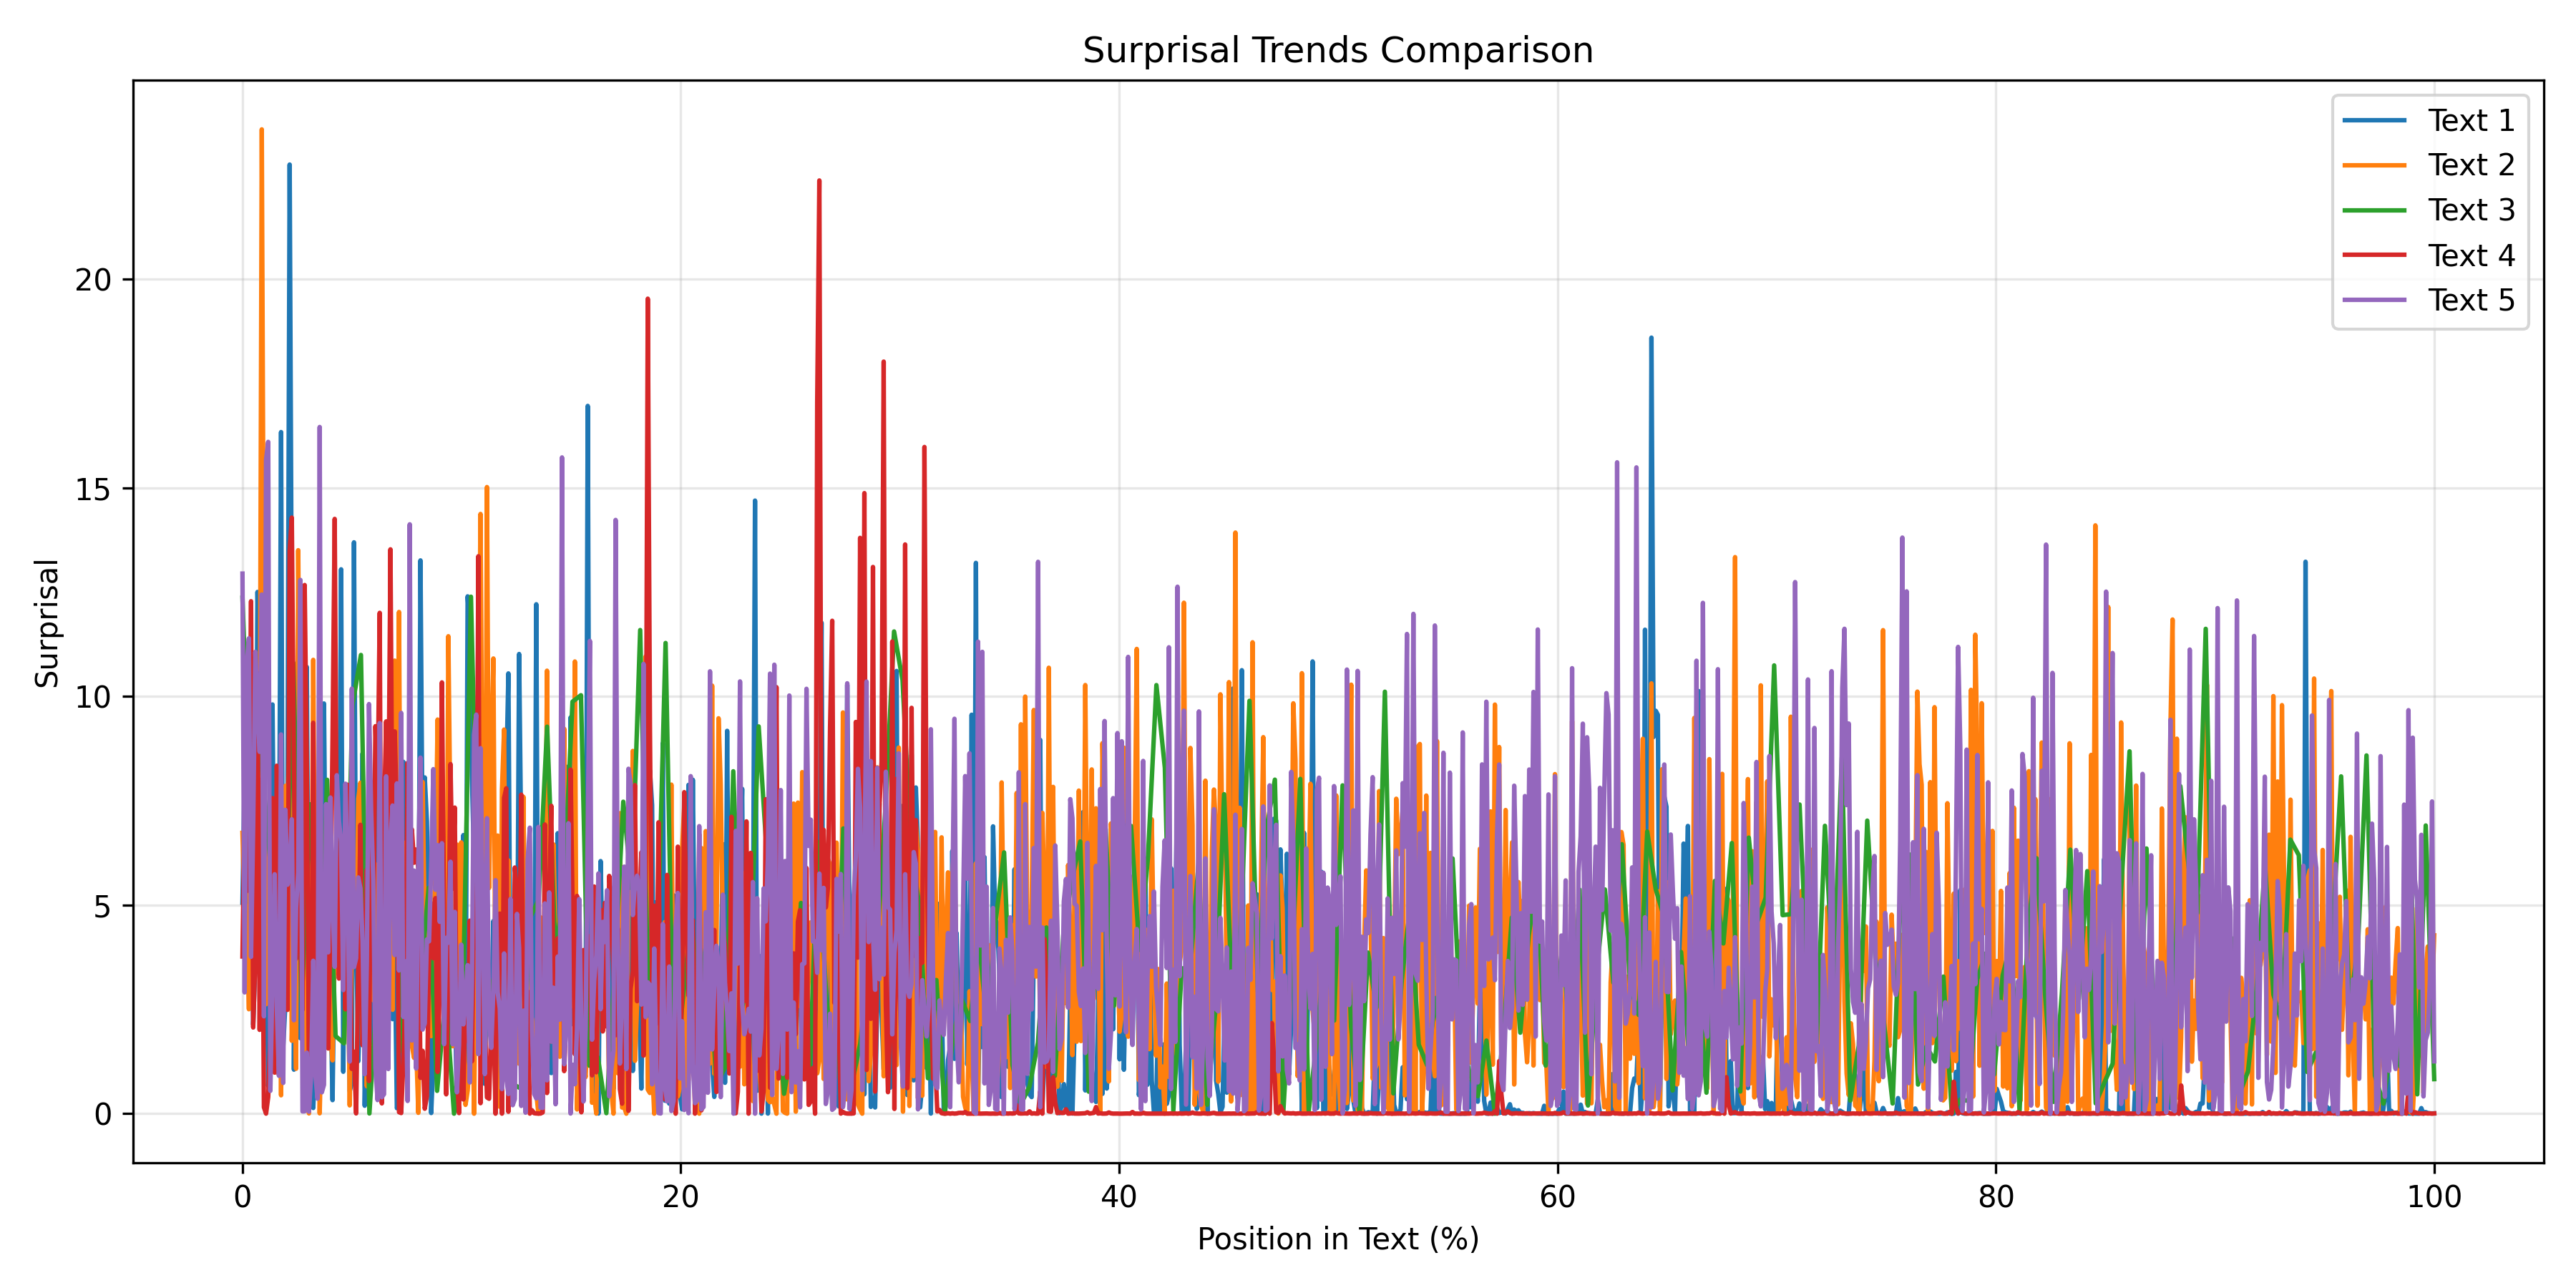 Surprisal Trends Comparison
Text 1
Text 2
Text 3
Text 4
Text 5
Surprisal
20
15
10
5
0
0 20 40 60 80 100
Position in Text (%)